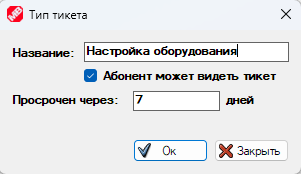 Тип тикета
Название: Настройка оборудования
Абонент может видеть тикет
Просрочен через: 7 дней
Ок Закрыть